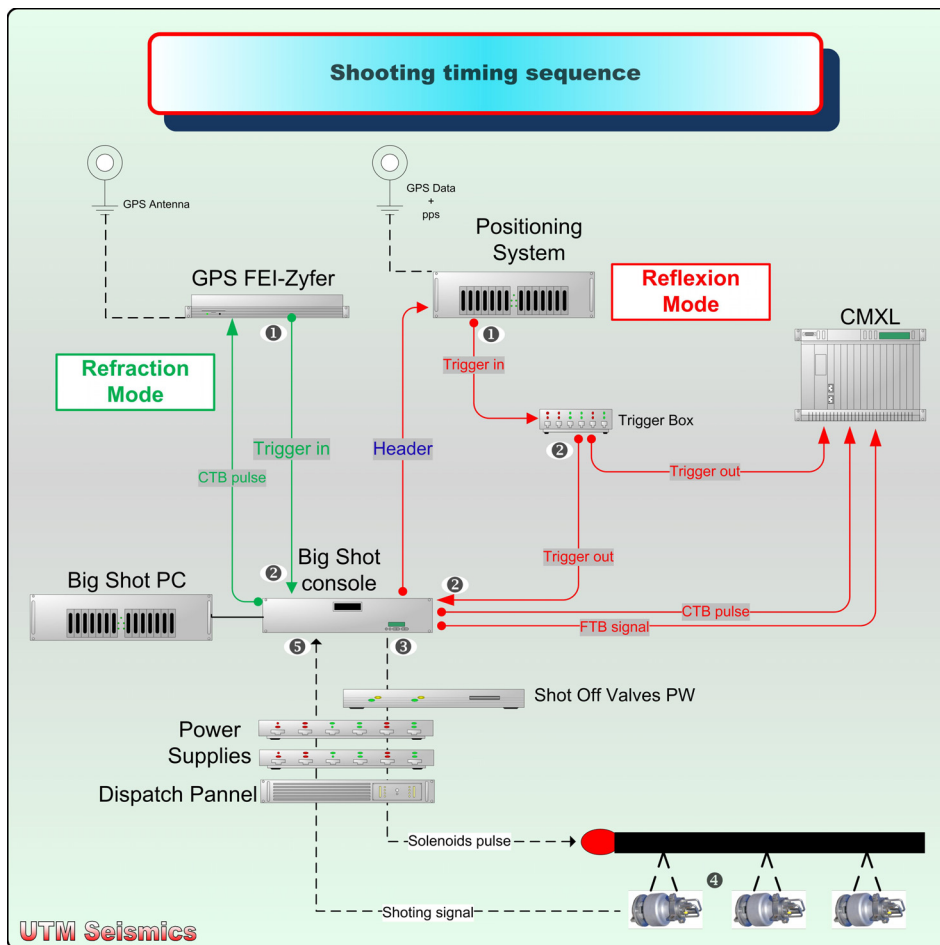 Shooting timing sequence
GPS Antenna
GPS Data
+
pps
Positioning
System
GPS FEI-Zyfer
Reflexion
Mode
CMXL
❶
❶
Refraction
Mode
Trigger in
Trigger Box
Trigger in
Header
❷
Trigger out
CTB pulse
Trigger out
Big Shot
console
❷
❷
Big Shot PC
CTB pulse
FTB signal
❺
❸
Shot Off Valves PW
Power
Supplies
Dispatch Pannel
Solenoids pulse
❹
Shoting signal
UTM Seismics